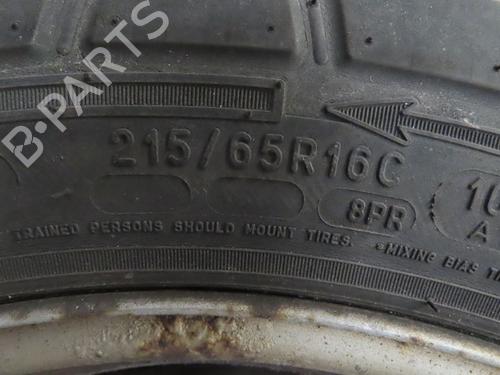 B-PARTS
215/65R16C
8PR
TRAINED PERSONS SHOULD MOUNT TIRES. *MIXING BIAS
A